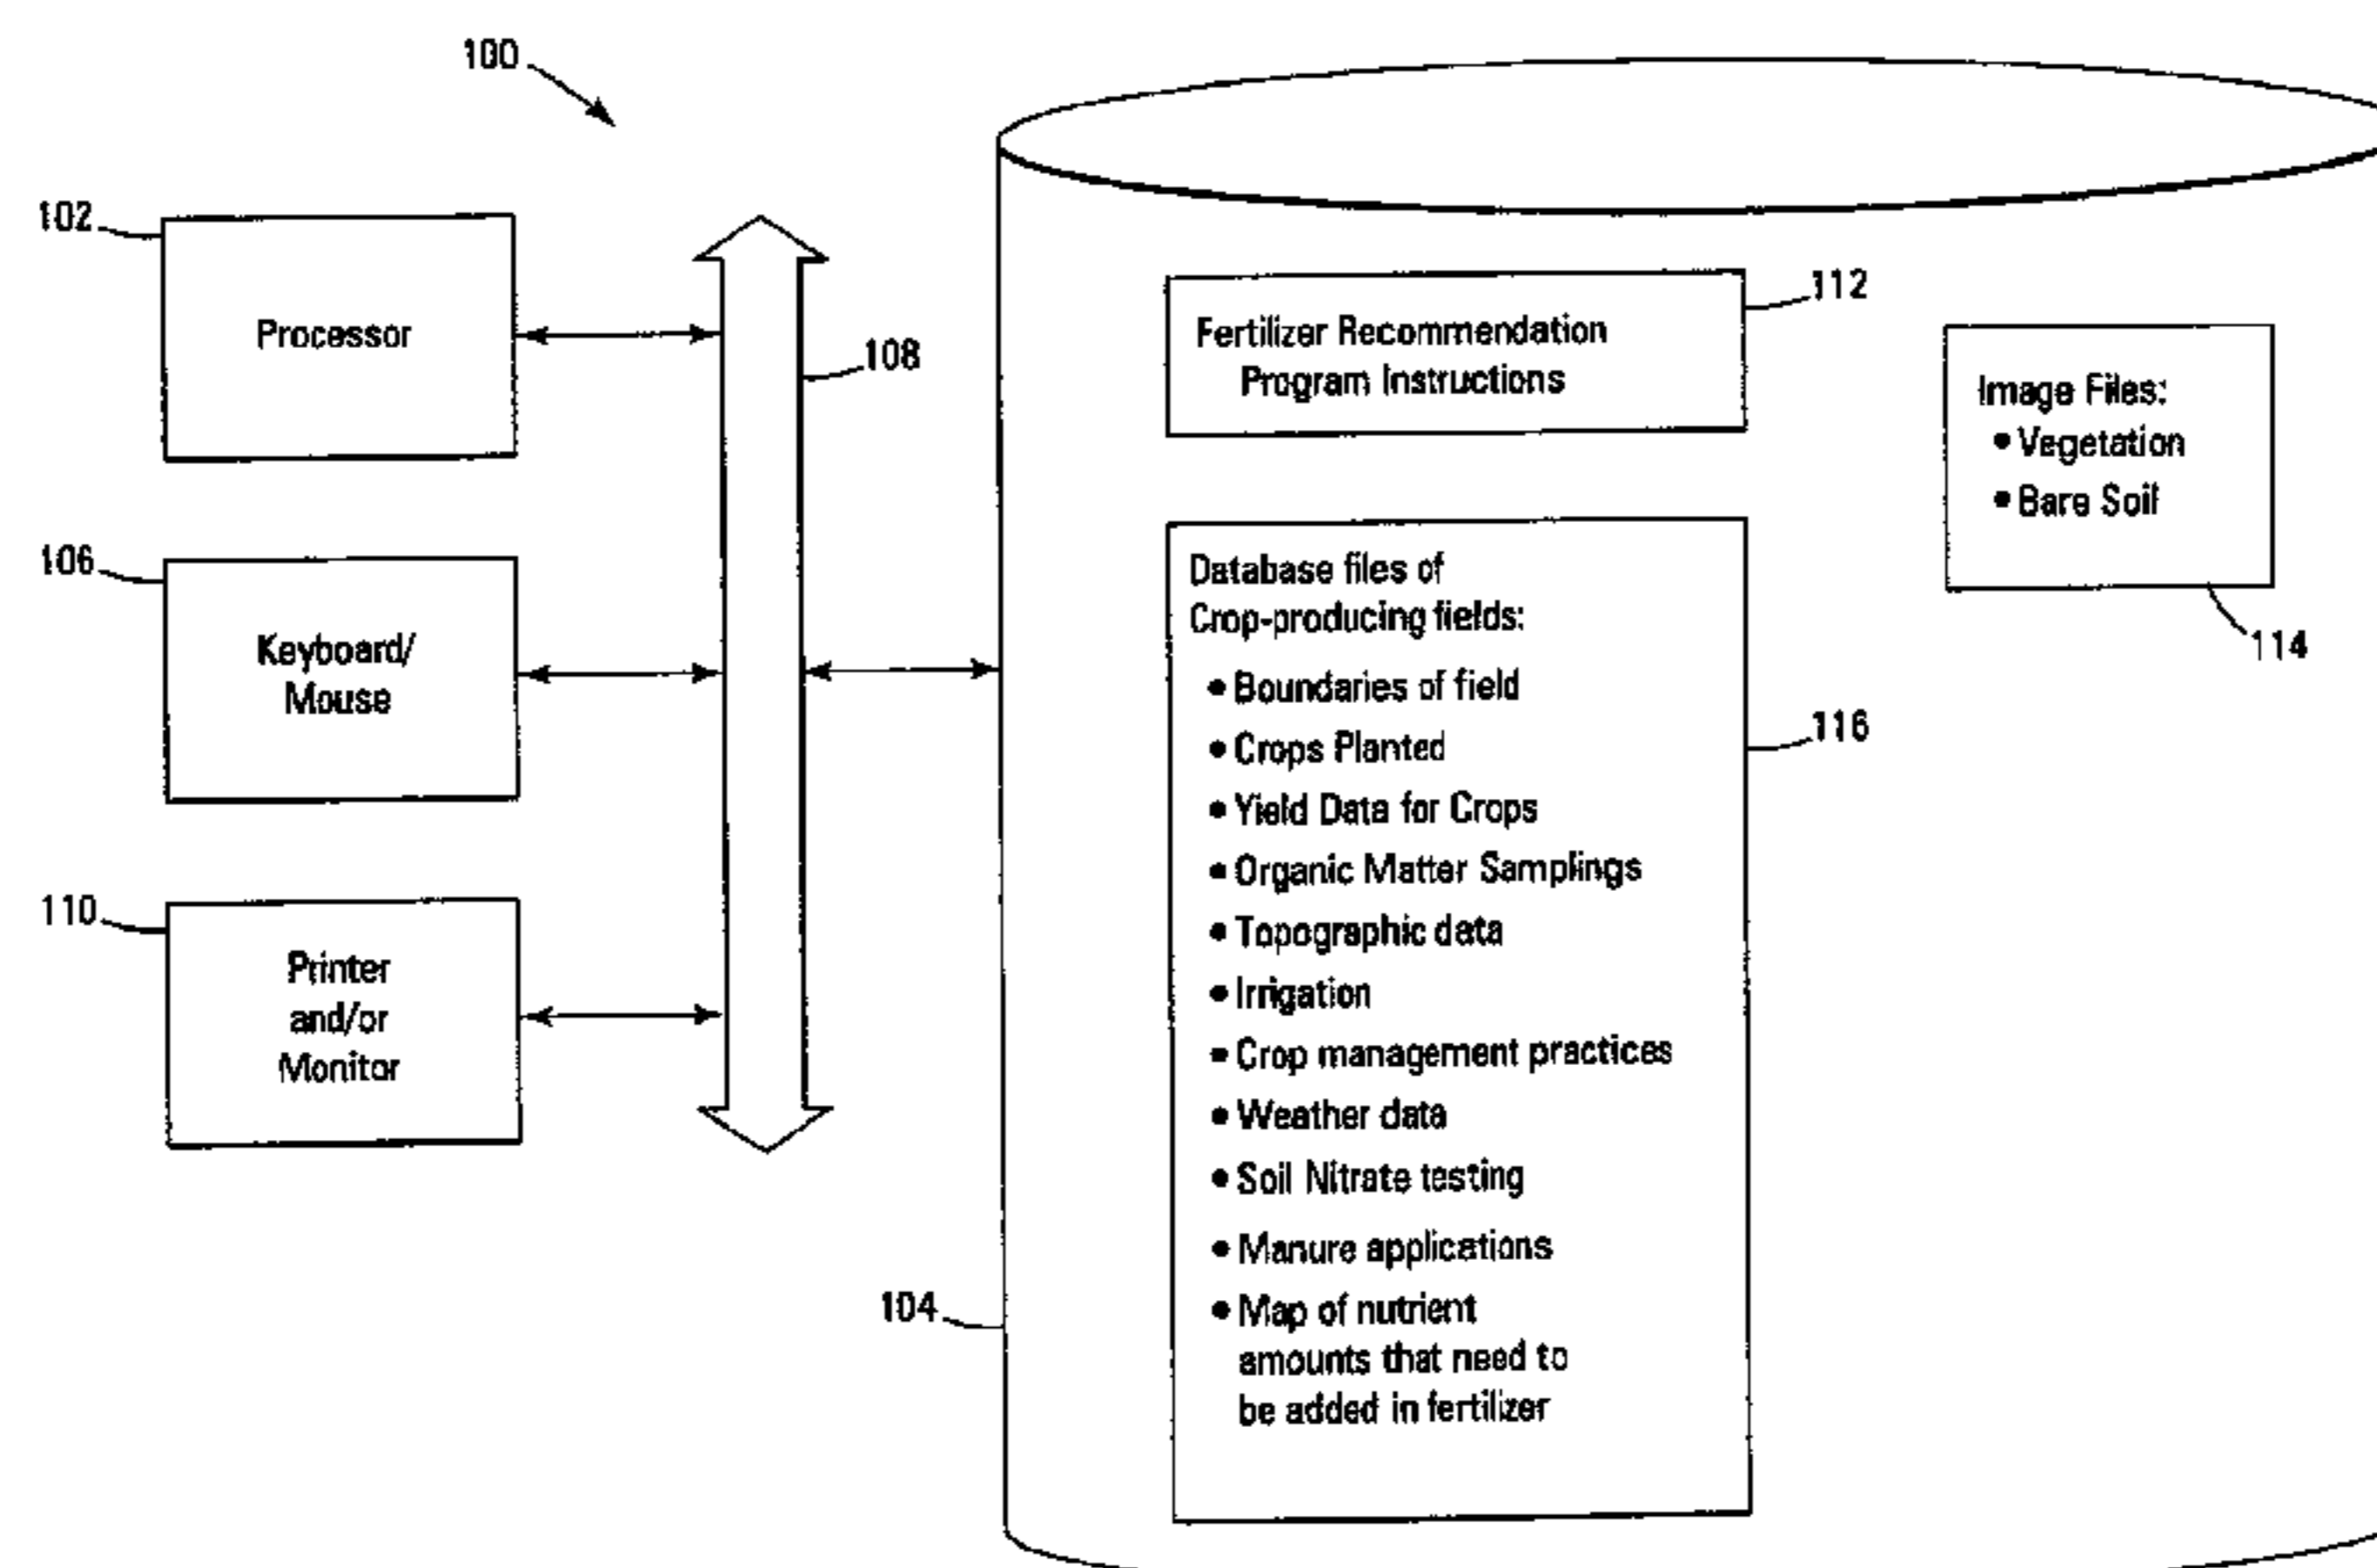 100
102
Processor
108
106
Keyboard/
Mouse
110
Printer
and/or
Monitor
104
112
Fertilizer Recommendation
Program Instructions
Image Files:
• Vegetation
• Bare Soil
114
116
Database files of
Crop-producing fields:
• Boundaries of field
• Crops Planted
• Yield Data for Crops
• Organic Matter Samplings
• Topographic data
• Irrigation
• Crop management practices
• Weather data
• Soil Nitrate testing
• Manure applications
• Map of nutrient
amounts that need to
be added in fertilizer